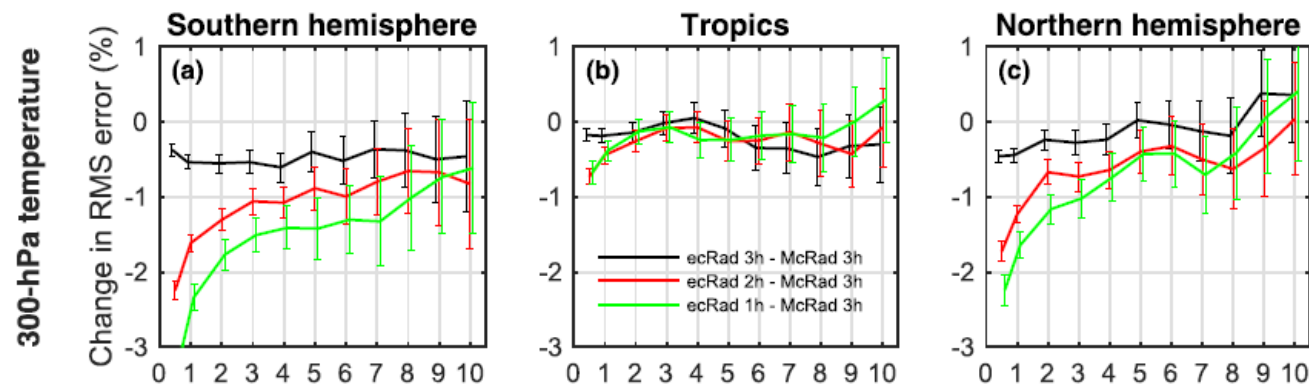 Southern hemisphere
Tropics
Northern hemisphere
300-hPa temperature
Change in RMS error (%)
(a)
(b)
(c)
1
0
-1
-2
-3
1
0
-1
-2
-3
1
0
-1
-2
-3
ecRad 3h - McRad 3h
ecRad 2h - McRad 3h
ecRad 1h - McRad 3h
0 1 2 3 4 5 6 7 8 9 10
0 1 2 3 4 5 6 7 8 9 10
0 1 2 3 4 5 6 7 8 9 10